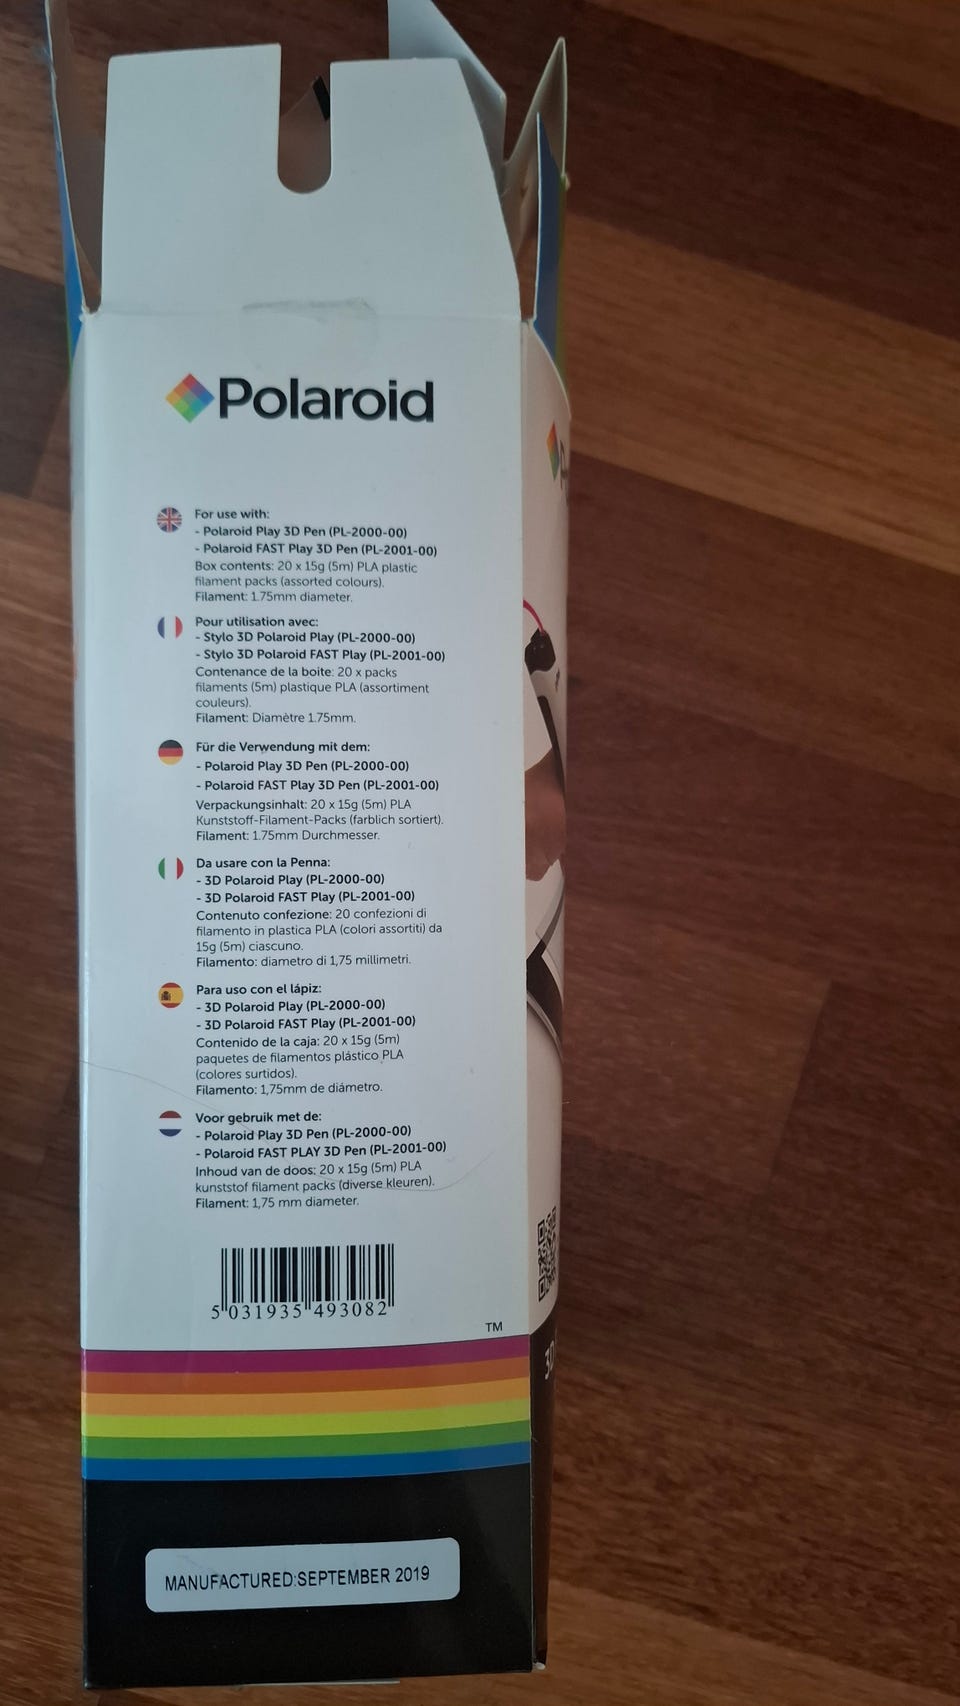 Polaroid
For use with:
- Polaroid Play 3D Pen (PL-2000-00)
- Polaroid FAST Play 3D Pen (PL-2001-00)
Box contents: 20 x 15g (5m) PLA plastic
filament packs (assorted colours).
Filament: 1.75mm diameter.
Pour utilisation avec:
- Stylo 3D Polaroid Play (PL-2000-00)
- Stylo 3D Polaroid FAST Play (PL-2001-00)
Contenance de la boite: 20 x packs
filaments (5m) plastique PLA (assortiment
couleurs).
Filament: Diamètre 1.75mm.
Für die Verwendung mit dem:
- Polaroid Play 3D Pen (PL-2000-00)
- Polaroid FAST Play 3D Pen (PL-2001-00)
Verpackungsinhalt: 20 x 15g (5m) PLA
Kunststoff-Filament-Packs (farblich sortiert).
Filament: 1.75mm Durchmesser.
Da usare con la Penna:
- 3D Polaroid Play (PL-2000-00)
- 3D Polaroid FAST Play (PL-2001-00)
Contenuto confezione: 20 confezioni di
filamento in plastica PLA (colori assortiti) da
15g (5m) ciascuno.
Filamento: diametro di 1,75 millimetri.
Para uso con el lápiz:
- 3D Polaroid Play (PL-2000-00)
- 3D Polaroid FAST Play (PL-2001-00)
Contenido de la caja: 20 x 15g (5m)
paquetes de filamentos plástico PLA
(colores surtidos).
Filamento: 1,75mm de diámetro.
Voor gebruik met de:
- Polaroid Play 3D Pen (PL-2000-00)
- Polaroid FAST PLAY 3D Pen (PL-2001-00)
Inhoud van de doos: 20 x 15g (5m) PLA
kunststof filament packs (diverse kleuren).
Filament: 1,75 mm diameter.
5 031935 493082
TM
MANUFACTURED:SEPTEMBER 2019
3D